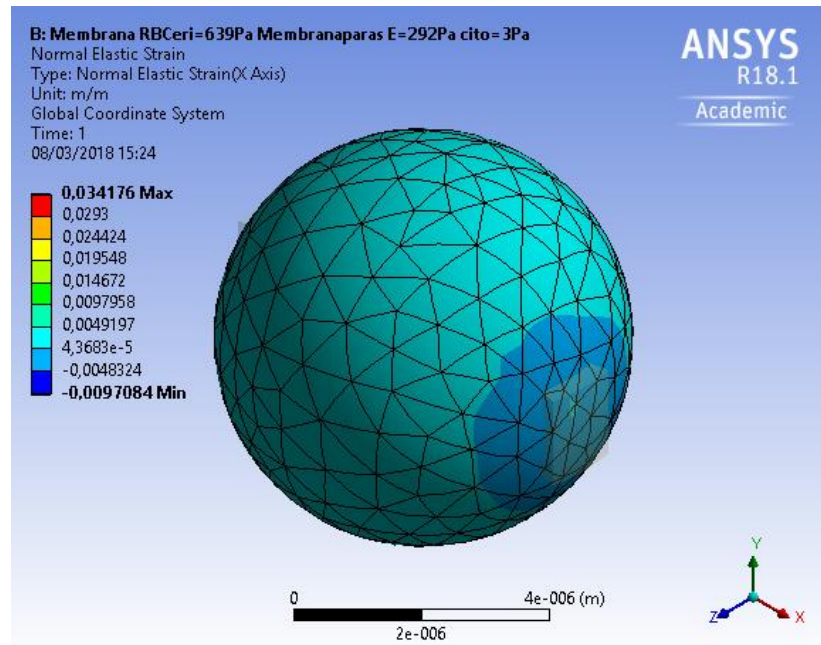 B: Membrana RBCeri=639Pa Membranaparas E=292Pa cito=3Pa
Normal Elastic Strain
Type: Normal Elastic Strain(X Axis)
Unit: m/m
Global Coordinate System
Time: 1
08/03/2018 15:24
ANSYS
R18.1
Academic
0,034176 Max
0,0293
0,024424
0,019548
0,014672
0,0097958
0,0049197
4,3683e-5
-0,0048324
-0,0097084 Min
0
4e-006 (m)
2e-006
Y
Z
X